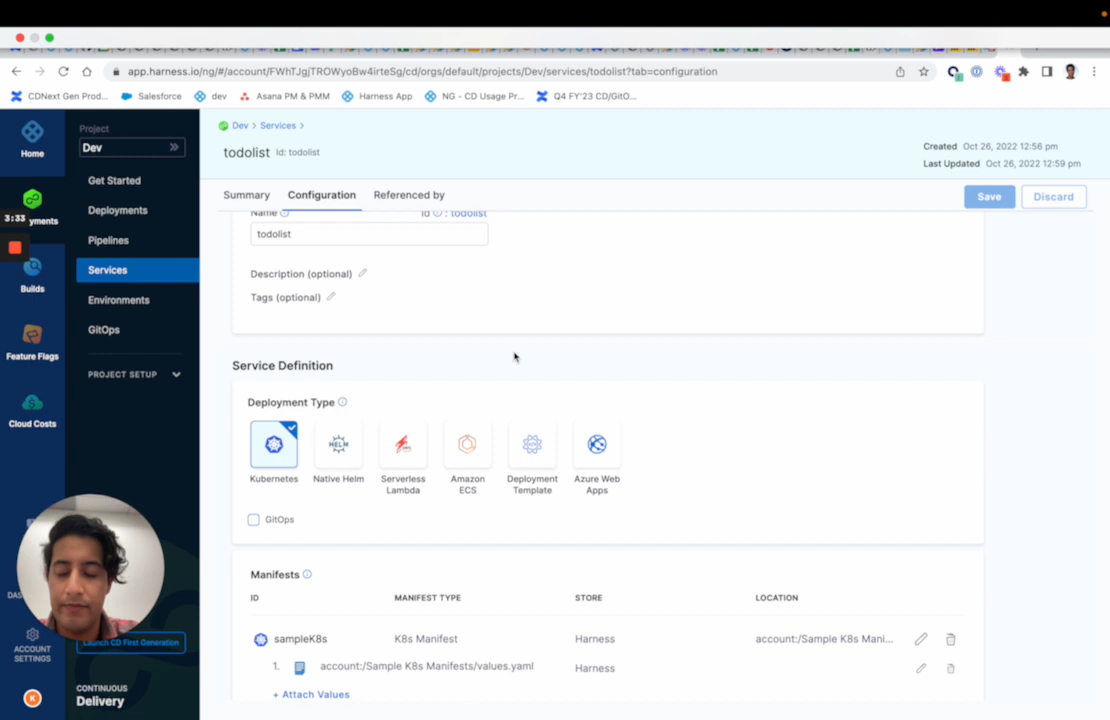 app.harness.io/ng/#/account/FWhTJgjTROWyoBw4irteSg/cd/orgs/default/projects/Dev/services/todolist?tab=configuration
CDNext Gen Prod... Salesforce dev Asana PM & PMM Harness App NG - CD Usage Pr... Q4 FY'23 CD/GitO...
Home
3:33
yments
Builds
Feature Flags
Cloud Costs
DAS
ACCOUNT
SETTINGS
K
Project
Dev
Get Started
Deployments
Pipelines
Services
Environments
GitOps
PROJECT SETUP
Launch CD First Generation
CONTINUOUS
Delivery
Dev > Services >
todolist Id: todolist
Created Oct 26, 2022 12:56 pm
Last Updated Oct 26, 2022 12:59 pm
Summary Configuration Referenced by
Save Discard
Name Id : todolist
todolist
Description (optional)
Tags (optional)
Service Definition
Deployment Type
HELM
Kubernetes Native Helm Serverless Lambda Amazon ECS Deployment Template Azure Web Apps
GitOps
Manifests
ID MANIFEST TYPE STORE LOCATION
sampleK8s K8s Manifest Harness account:/Sample K8s Mani...
1. account:/Sample K8s Manifests/values.yaml Harness
+ Attach Values